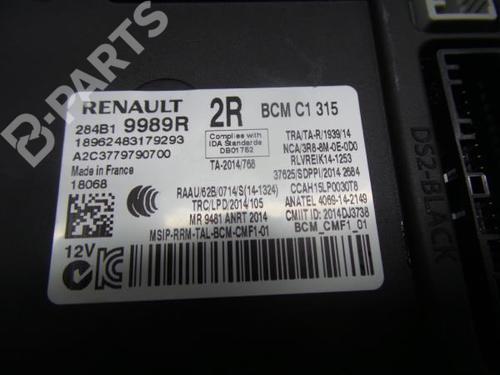 B-PARTS
RENAULT 2R BCM C1 315
284B1 9989R
18962483179293
A2C3779790700
Made in France
18068
12V
Complies with
IDA Standards
DB01752
TA-2014/768
TRA/TA-R/1939/14
NCA/3R8-8M-0E-0D0
RLVREIK14-1253
37625/SDPPI/2014 2684
RAAU/62B/0714/S(14-1324)
CCAH15LP0030T8
TRC/LPD/2014/105
ANATEL 4069-14-2149
MR 9481 ANRT 2014
CMIIT ID: 2014DJ3738
MSIP-RRM-TAL-BCM-CMF1-01
BCM_CMF1_01
DS2-BLACK